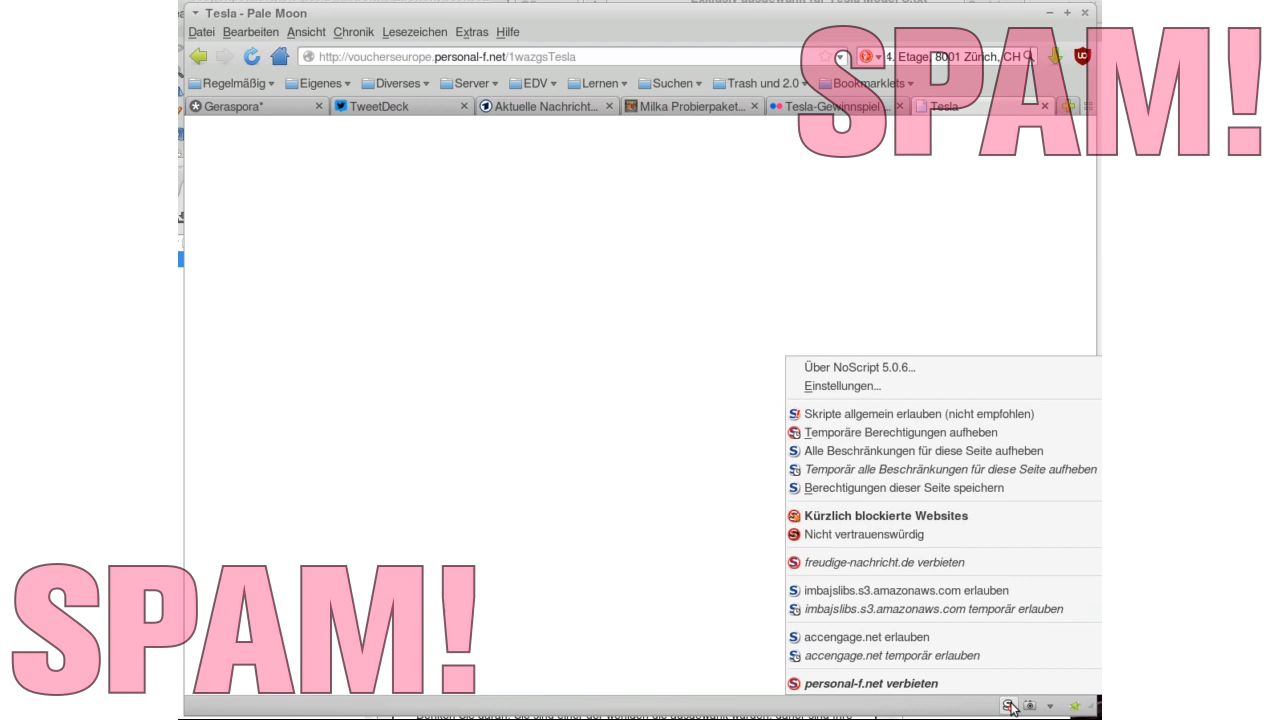 Tesla - Pale Moon
Datei Bearbeiten Ansicht Chronik Lesezeichen Extras Hilfe
http://voucherseurope.personal-f.net/1wazgsTesla 4. Etage, 8001 Zürich, CH
Regelmäßig Eigenes Diverses Server EDV Lernen Suchen Trash und 2.0 Bookmarklets
Geraspora* TweetDeck Aktuelle Nachricht... Milka Probierpaket... Tesla-Gewinnspiel ... Tesla
SPAM!
Über NoScript 5.0.6...
Einstellungen...
Skripte allgemein erlauben (nicht empfohlen)
Temporäre Berechtigungen aufheben
Alle Beschränkungen für diese Seite aufheben
Temporär alle Beschränkungen für diese Seite aufheben
Berechtigungen dieser Seite speichern
Kürzlich blockierte Websites
Nicht vertrauenswürdig
freudige-nachricht.de verbieten
imbajslibs.s3.amazonaws.com erlauben
imbajslibs.s3.amazonaws.com temporär erlauben
accengage.net erlauben
accengage.net temporär erlauben
personal-f.net verbieten
SPAM!